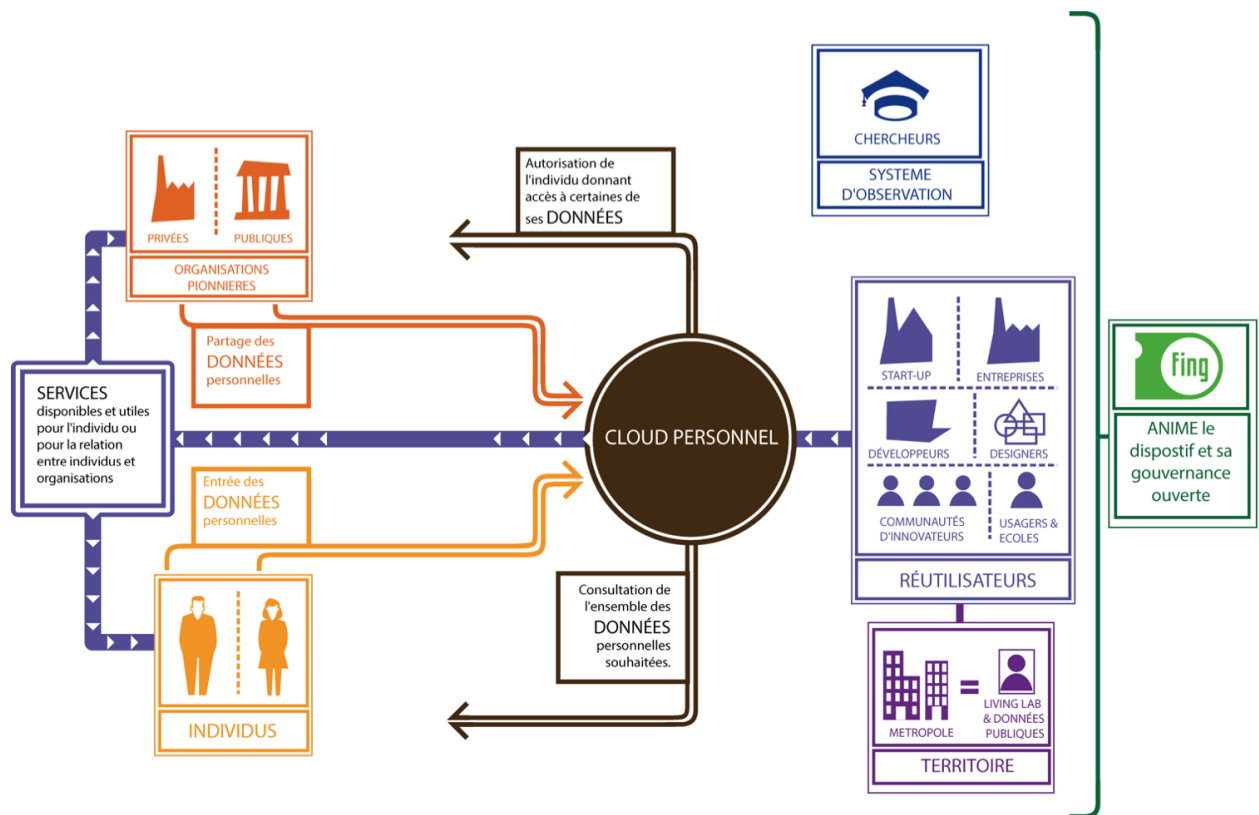 CHERCHEURS
SYSTEME
D'OBSERVATION
PRIVÉES
PUBLIQUES
ORGANISATIONS
PIONNIERES
Autorisation de
l'individu donnant
accès à certaines de
ses DONNÉES
Partage des
DONNÉES
personnelles
SERVICES
disponibles et utiles
pour l'individu ou
pour la relation
entre individus et
organisations
CLOUD PERSONNEL
Entrée des
DONNÉES
personnelles
INDIVIDUS
Consultation de
l'ensemble des
DONNÉES
personnelles
souhaitées.
START-UP
ENTREPRISES
DÉVELOPPEURS
DESIGNERS
COMMUNAUTÉS
D'INNOVATEURS
USAGERS &
ECOLES
RÉUTILISATEURS
METROPOLE
=
LIVING LAB
& DONNÉES
PUBLIQUES
TERRITOIRE
fing
ANIME le
dispostif et sa
gouvernance
ouverte